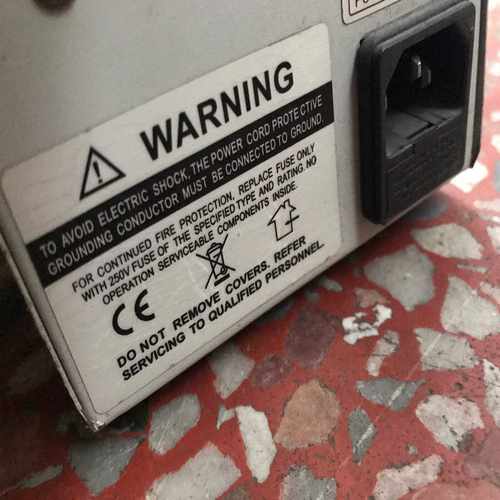 WARNING
TO AVOID ELECTRIC SHOCK, THE POWER CORD PROTECTIVE
GROUNDING CONDUCTOR MUST BE CONNECTED TO GROUND.
FOR CONTINUED FIRE PROTECTION, REPLACE FUSE ONLY
WITH 250V FUSE OF THE SPECIFIED TYPE AND RATING. NO
OPERATION SERVICEABLE COMPONENTS INSIDE.
CE
DO NOT REMOVE COVERS. REFER
SERVICING TO QUALIFIED PERSONNEL.